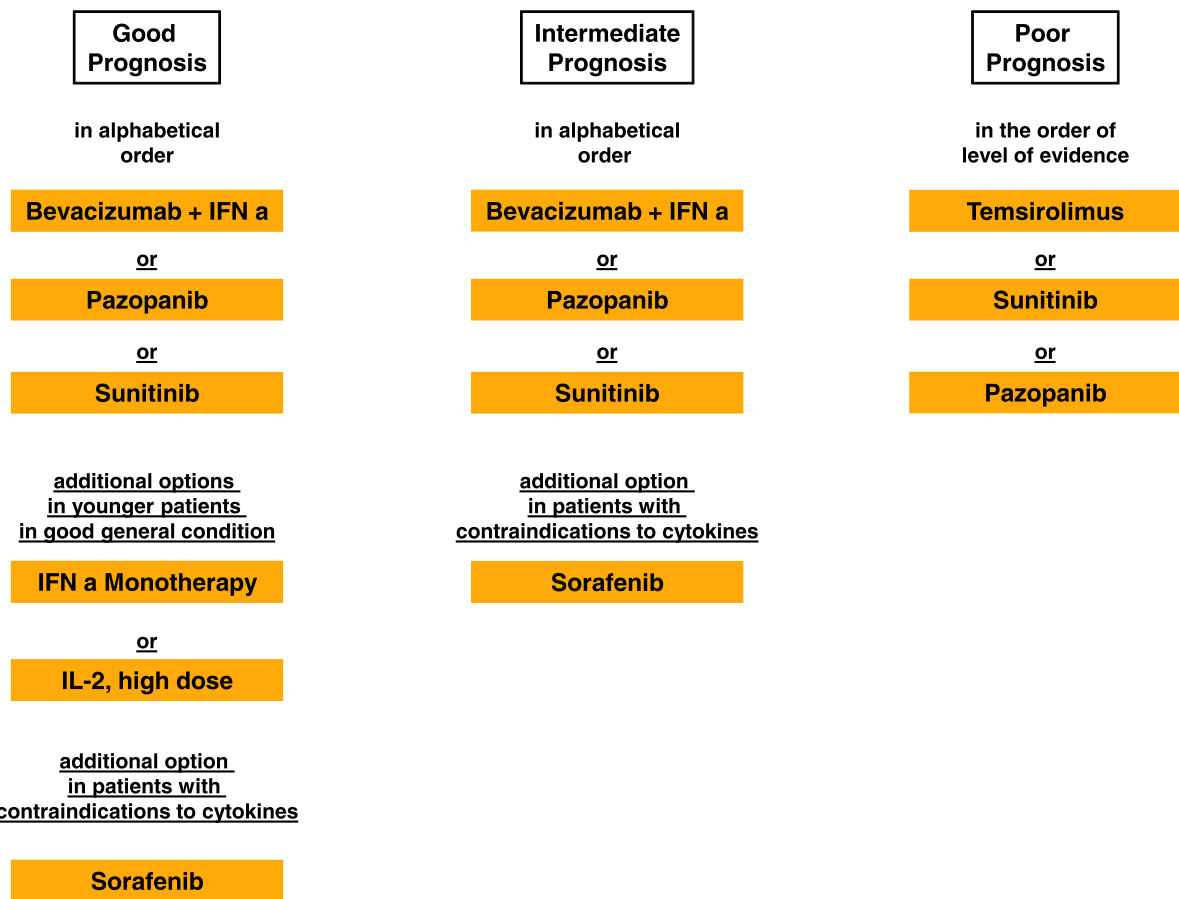 Good
Prognosis
in alphabetical
order
Bevacizumab + IFN a
or
Pazopanib
or
Sunitinib
additional options
in younger patients
in good general condition
IFN a Monotherapy
or
IL-2, high dose
additional option
in patients with
contraindications to cytokines
Sorafenib
Intermediate
Prognosis
in alphabetical
order
Bevacizumab + IFN a
or
Pazopanib
or
Sunitinib
additional option
in patients with
contraindications to cytokines
Sorafenib
Poor
Prognosis
in the order of
level of evidence
Temsirolimus
or
Sunitinib
or
Pazopanib